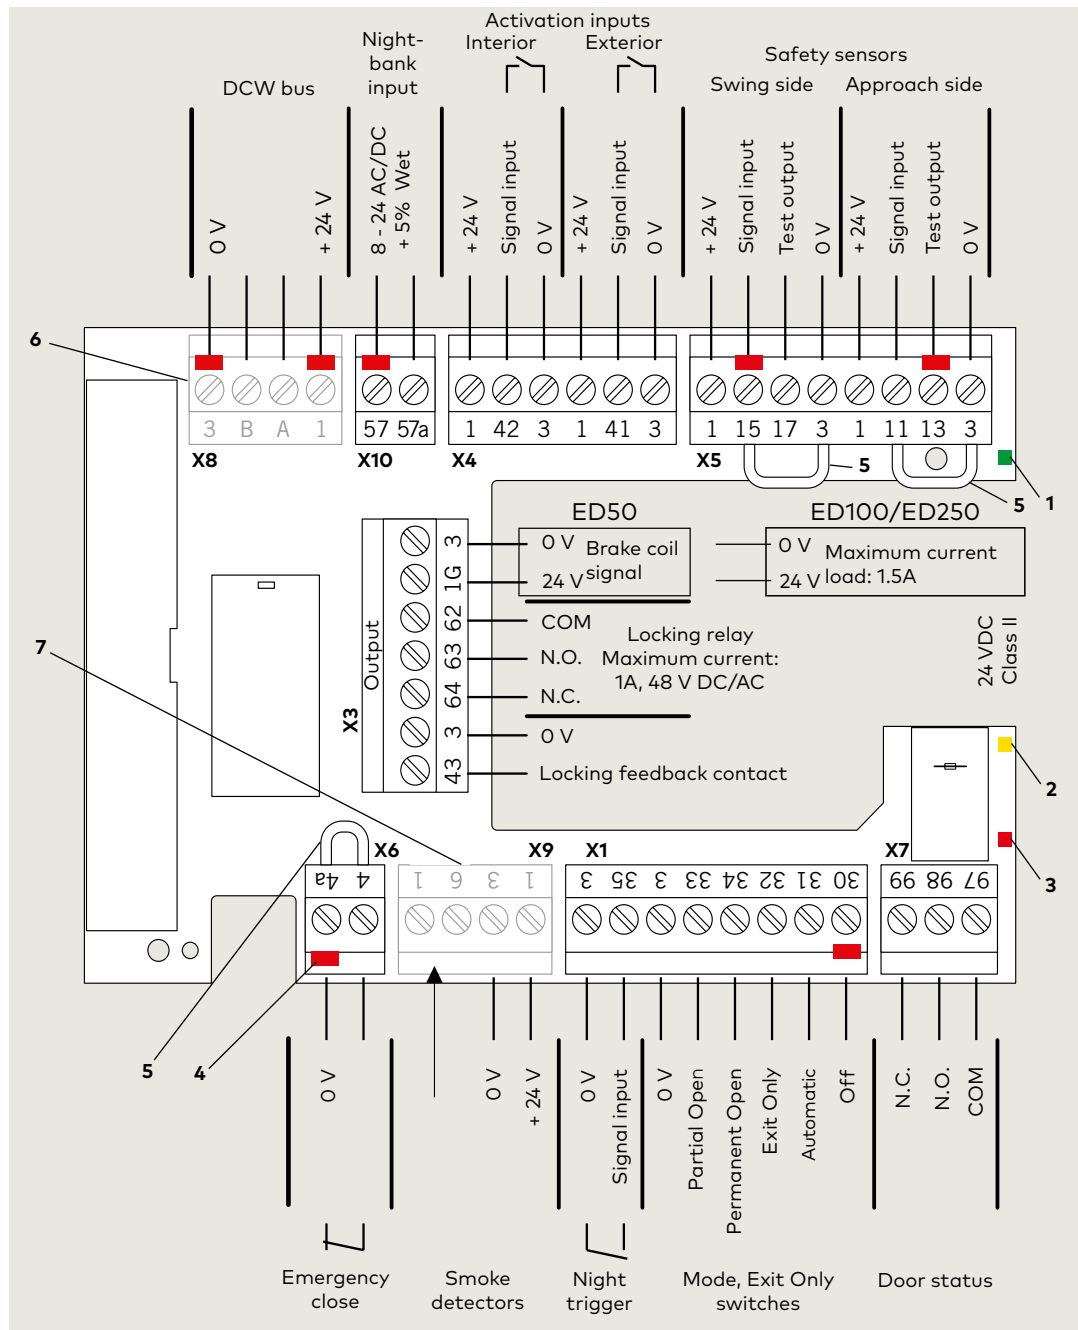 Activation inputs
Night-
bank
input
Interior
Exterior
Safety sensors
DCW bus
Swing side
Approach side
0 V
+ 24 V
8 - 24 AC/DC
+ 5% Wet
+ 24 V
Signal input
0 V
+ 24 V
Signal input
0 V
+ 24 V
Signal input
Test output
0 V
+ 24 V
Signal input
Test output
0 V
6
3 B A 1
57 57a
1 42 3 1 41 3
1 15 17 3 1 11 13 3
X8
X10
X4
X5
5
5
1
ED50
ED100/ED250
0 V
24 V
Brake coil
signal
0 V
24 V
Maximum current
load: 1.5A
Output
X3
3
1G
62
63
64
3
43
COM
N.O.
N.C.
Locking relay
Maximum current:
1A, 48 V DC/AC
0 V
Locking feedback contact
24 VDC
Class II
7
2
3
X6
X9
X1
X7
4a 4
1 6 3 1
3 35 3 33 34 32 31 30
99 98 97
5
4
0 V
0 V
+ 24 V
0 V
Signal input
0 V
Partial Open
Permanent Open
Exit Only
Automatic
Off
N.C.
N.O.
COM
Emergency
close
Smoke
detectors
Night
trigger
Mode, Exit Only
switches
Door status